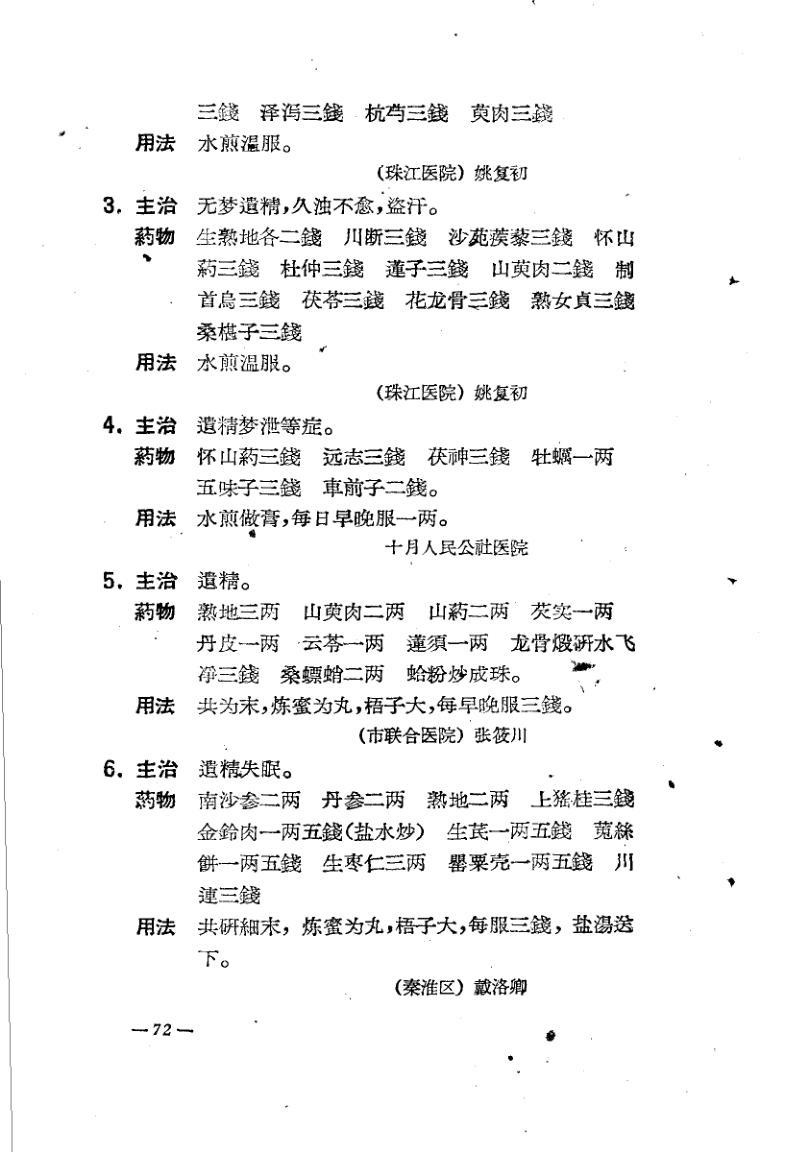 三錢 泽泻三錢 杭芍三錢 萸肉三錢
用法 水煎溫服。
(珠江医院) 姚复初
3. 主治 无梦遺精,久浊不愈,盗汗。
葯物 生熟地各二錢 川断三錢 沙苑蒺藜三錢 怀山
葯三錢 杜仲三錢 蓮子三錢 山萸肉二錢 制
首烏三錢 茯苓三錢 花龙骨三錢 熟女貞三錢
桑椹子三錢
用法 水煎温服。
(珠江医院) 姚复初
4. 主治 遺精梦泄等症。
葯物 怀山葯三錢 远志三錢 茯神三錢 牡蠣一两
五味子三錢 車前子二錢。
用法 水煎做膏,每日早晚服一两。
十月人民公社医院
5. 主治 遺精。
葯物 熟地三两 山萸肉二两 山葯二两 芡实一两
丹皮一两 云苓一两 蓮須一两 龙骨煅研水飞
净三錢 桑螵蛸二两 蛤粉炒成珠。
用法 共为末,炼蜜为丸,梧子大,每早晚服三錢。
(市联合医院) 张筱川
6. 主治 遺精失眠。
葯物 南沙参二两 丹参二两 熟地二两 上猺桂三錢
金鈴肉一两五錢(盐水炒) 生芪一两五錢 菟絲
餅一两五錢 生枣仁三两 罂粟壳一两五錢 川
連三錢
用法 共研細末, 炼蜜为丸,梧子大,每服三錢, 盐湯送
下。
(秦淮区) 戴洛卿
—72—